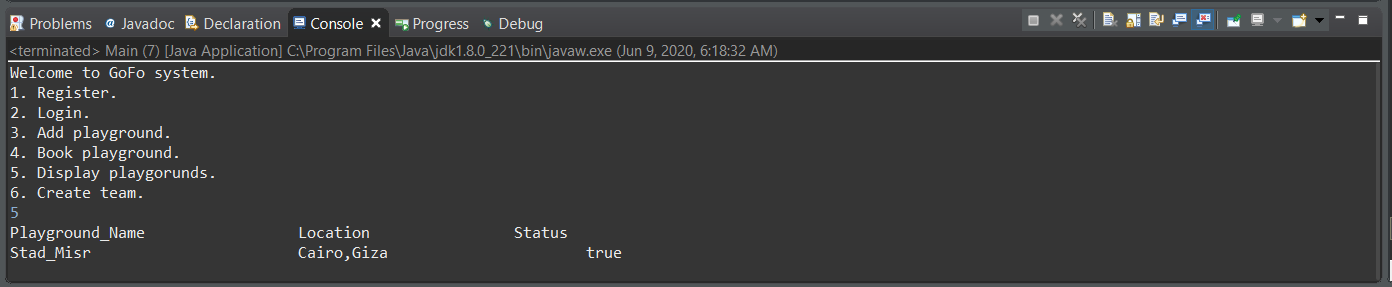 Problems @ Javadoc Declaration Console Progress Debug
<terminated> Main (7) [Java Application] C:\Program Files\Java\jdk1.8.0_221\bin\javaw.exe (Jun 9, 2020, 6:18:32 AM)
Welcome to GoFo system.
1. Register.
2. Login.
3. Add playground.
4. Book playground.
5. Display playgorunds.
6. Create team.
5
Playground_Name Location Status
Stad_Misr Cairo,Giza true